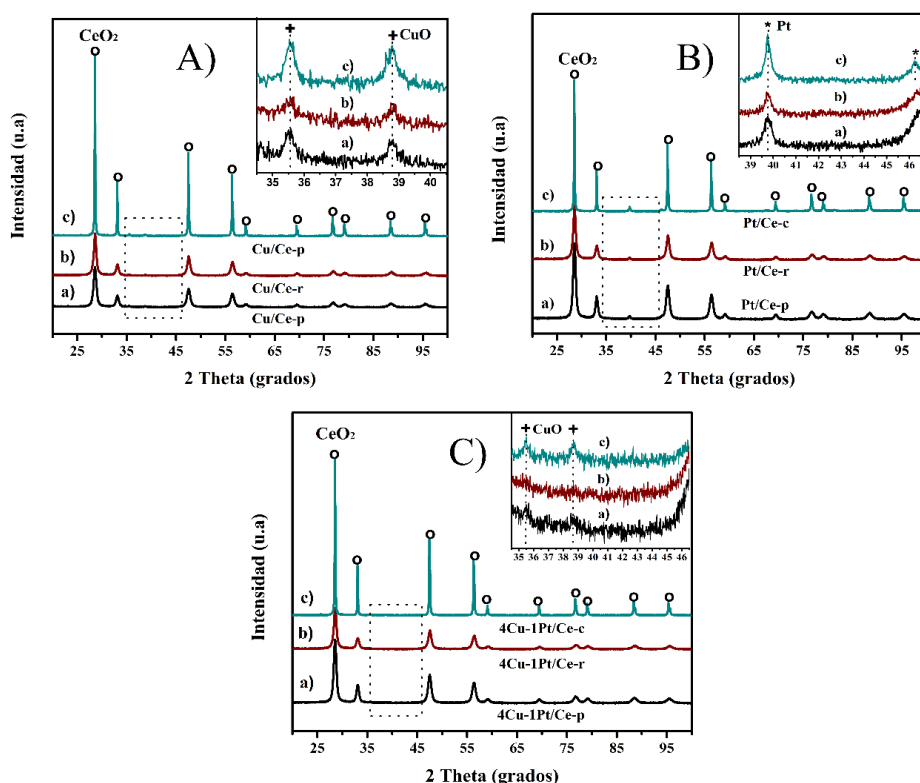 A)
CeO₂
CuO
c)
b)
a)
35 36 37 38 39 40
c)
Cu/Ce-p
b)
Cu/Ce-r
a)
Cu/Ce-p
25 35 45 55 65 75 85 95
2 Theta (grados)
Intensidad (u.a)
B)
CeO₂
* Pt
*
c)
b)
a)
39 40 41 42 43 44 45 46
c)
Pt/Ce-c
b)
Pt/Ce-r
a)
Pt/Ce-p
25 35 45 55 65 75 85 95
2 Theta (grados)
Intensidad (u.a)
C)
CeO₂
+ + CuO
c)
b)
a)
35 36 37 38 39 40 41 42 43 44 45 46
c)
4Cu-1Pt/Ce-c
b)
4Cu-1Pt/Ce-r
a)
4Cu-1Pt/Ce-p
25 35 45 55 65 75 85 95
2 Theta (grados)
Intensidad (u.a)